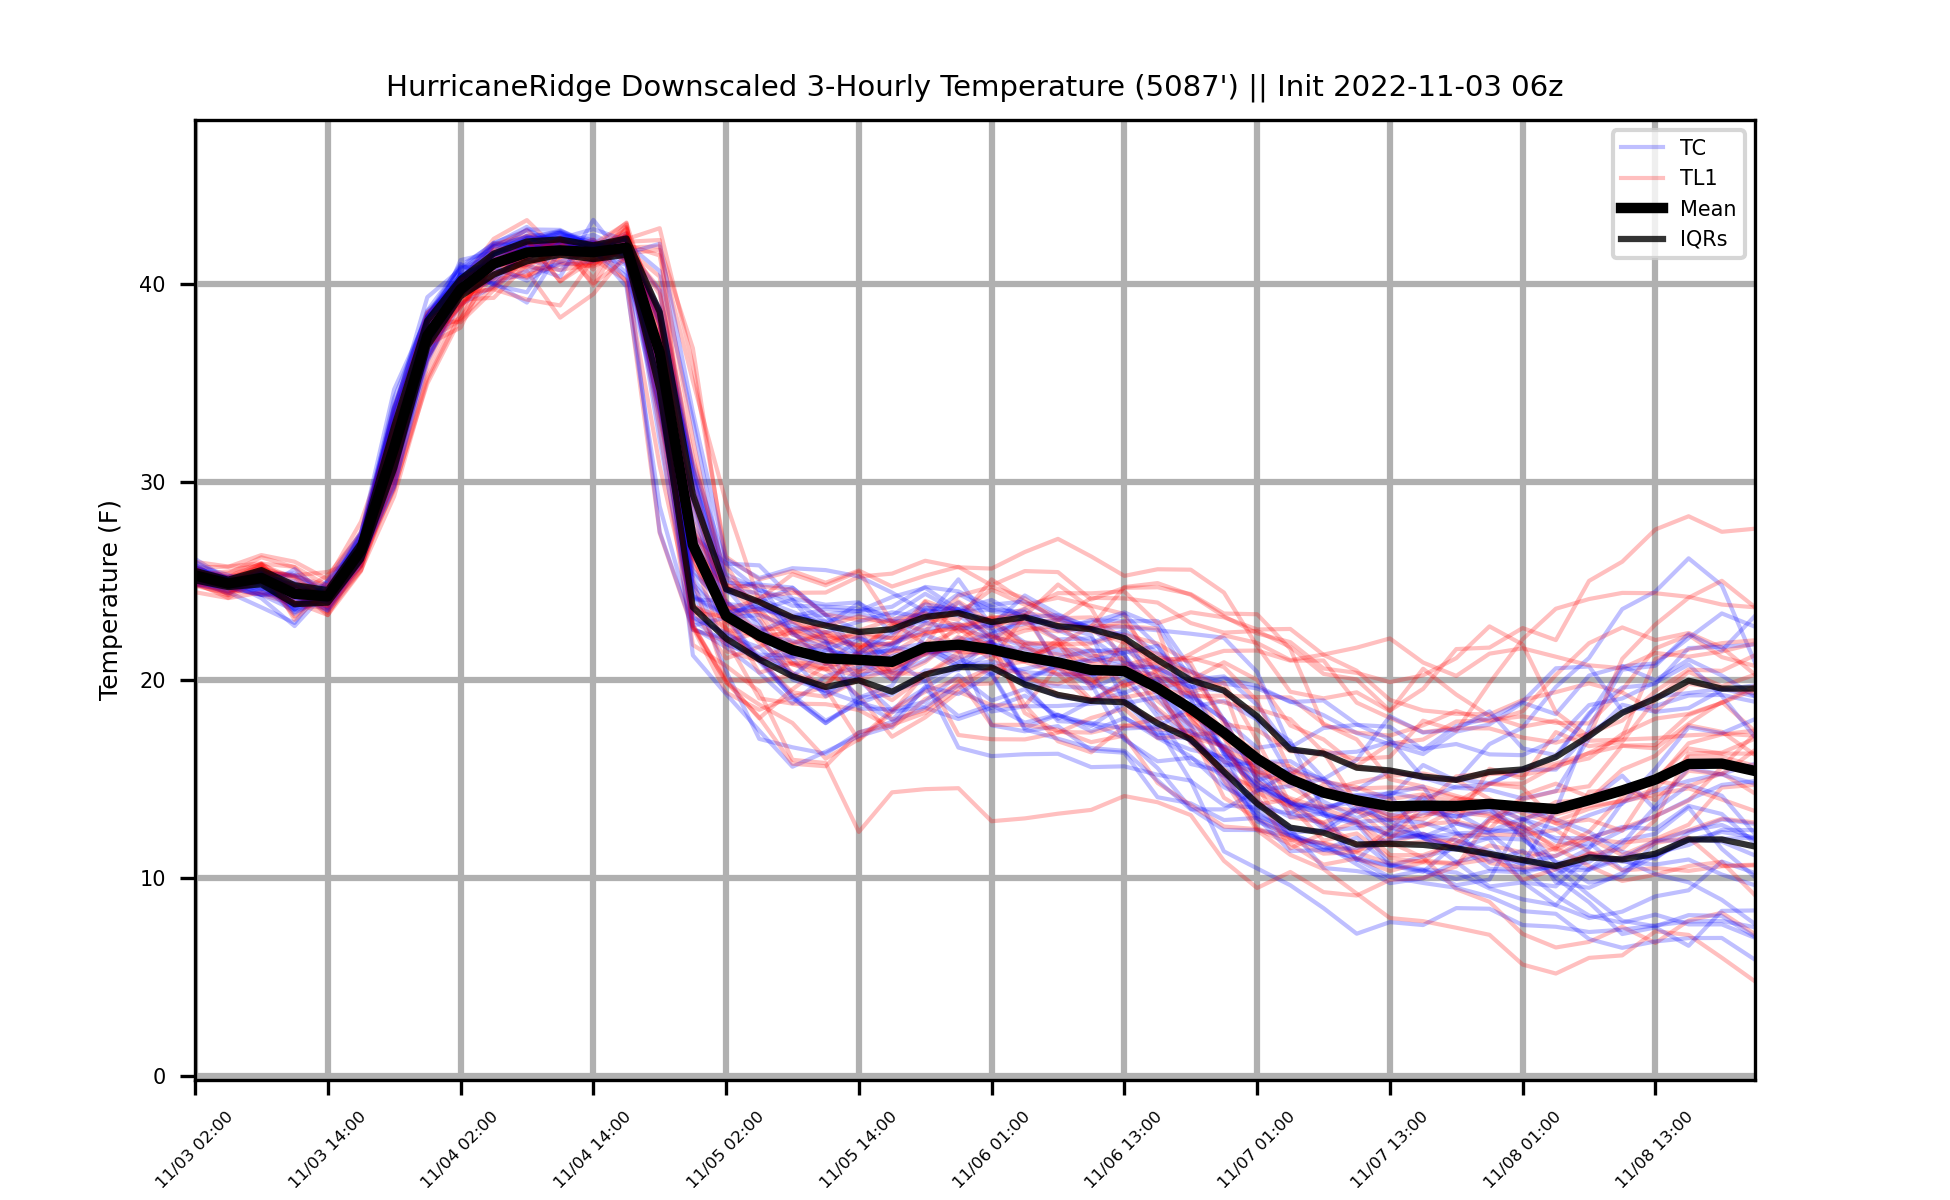 HurricaneRidge Downscaled 3-Hourly Temperature (5087') || Init 2022-11-03 06z
TC
TL1
Mean
IQRs
Temperature (F)
40
30
20
10
0
11/03 02:00
11/03 14:00
11/04 02:00
11/04 14:00
11/05 02:00
11/05 14:00
11/06 01:00
11/06 13:00
11/07 01:00
11/07 13:00
11/08 01:00
11/08 13:00